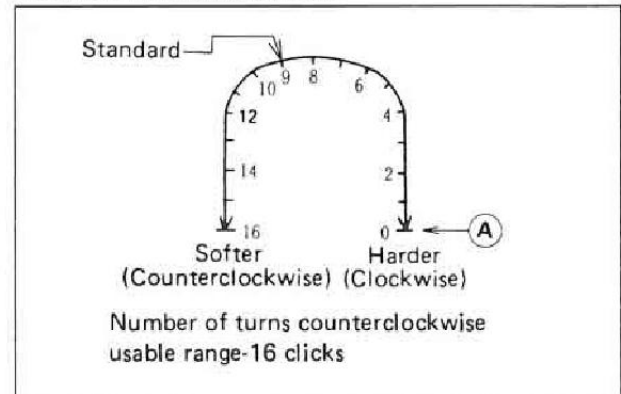 Standard
10 9 8 6
12 4
14 2
16 0 A
Softer Harder
(Counterclockwise) (Clockwise)
Number of turns counterclockwise
usable range-16 clicks